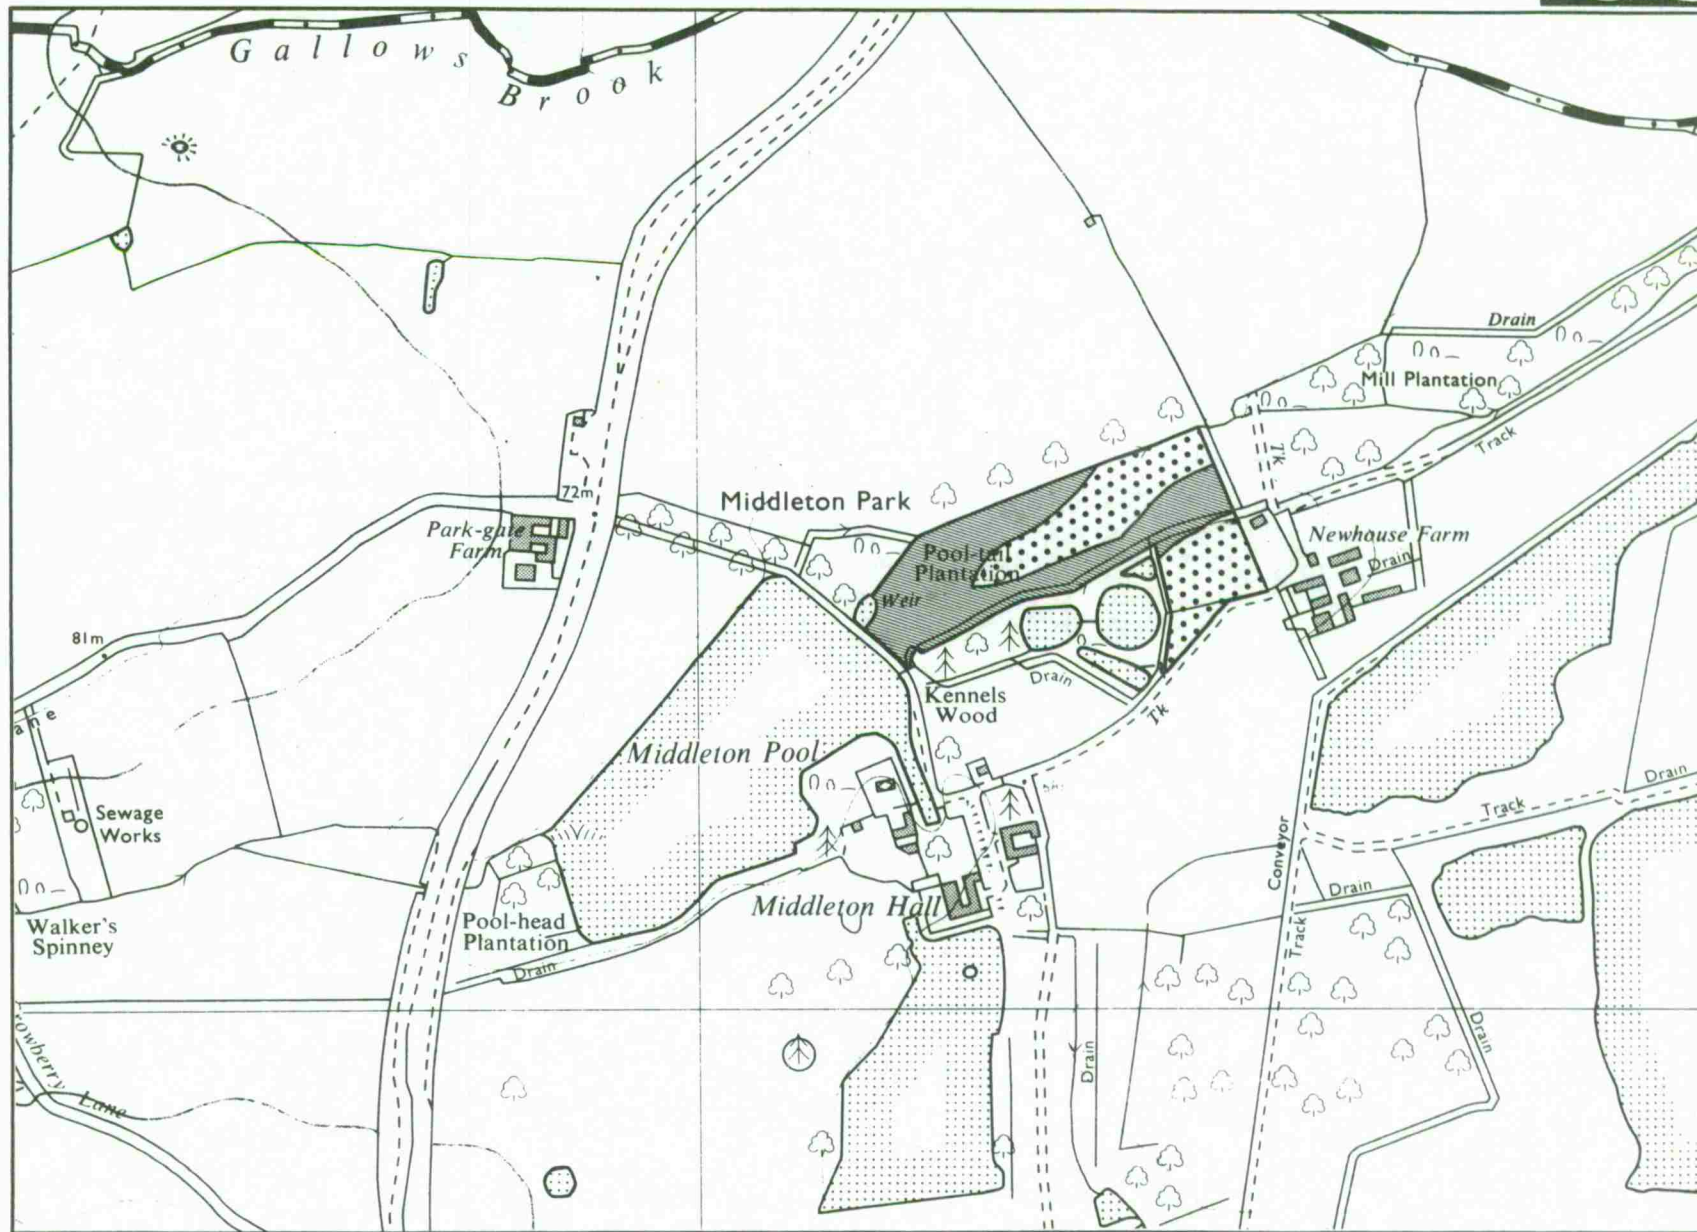 Gallows
Brook
Drain
Mill Plantation
Tk
Track
72m
Middleton Park
Park-gate
Farm
Pool-tail
Plantation
Newhouse Farm
Drain
Weir
81m
Drain
Kennels
Wood
Tk
ane
Middleton Pool
Drain
Sewage
Works
Track
Conveyor
Drain
Middleton Hall
Walker's
Spinney
Pool-head
Plantation
Track
Drain
Drain
Drain
rowberry
Lane